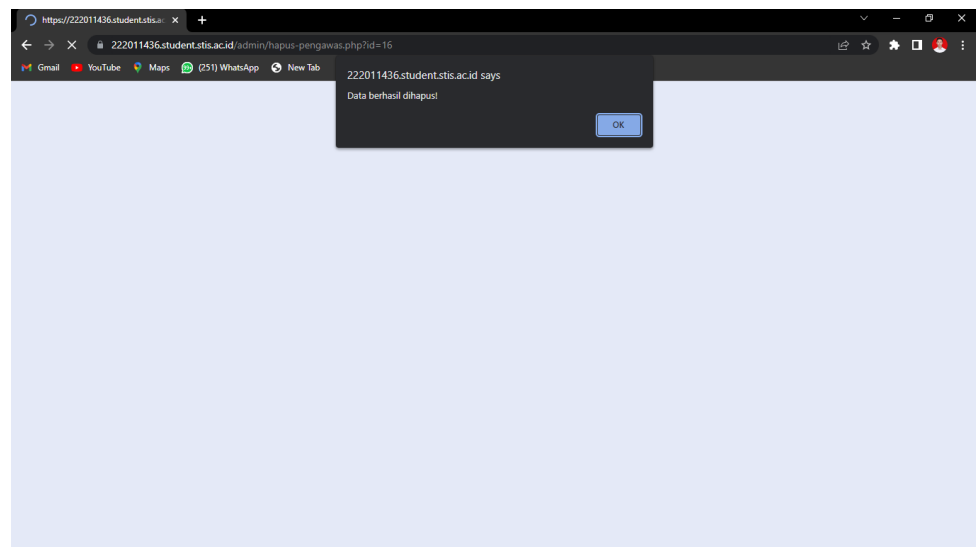 https://222011436.student.stis.ac
222011436.student.stis.ac.id/admin/hapus-pengawas.php?id=16
Gmail YouTube Maps (251) WhatsApp New Tab
222011436.student.stis.ac.id says
Data berhasil dihapus!
OK